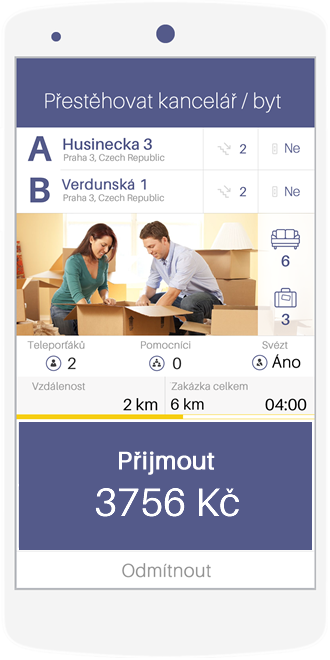 Přestěhovat kancelář / byt
A Husinecka 3 2 Ne
Praha 3, Czech Republic
B Verdunská 1 2 Ne
Praha 3, Czech Republic
6
3
Teleporťáků Pomocníci Svézt
2 0 Áno
Vzdálenost Zakázka celkem
2 km 6 km 04:00
Přijmout
3756 Kč
Odmítnout